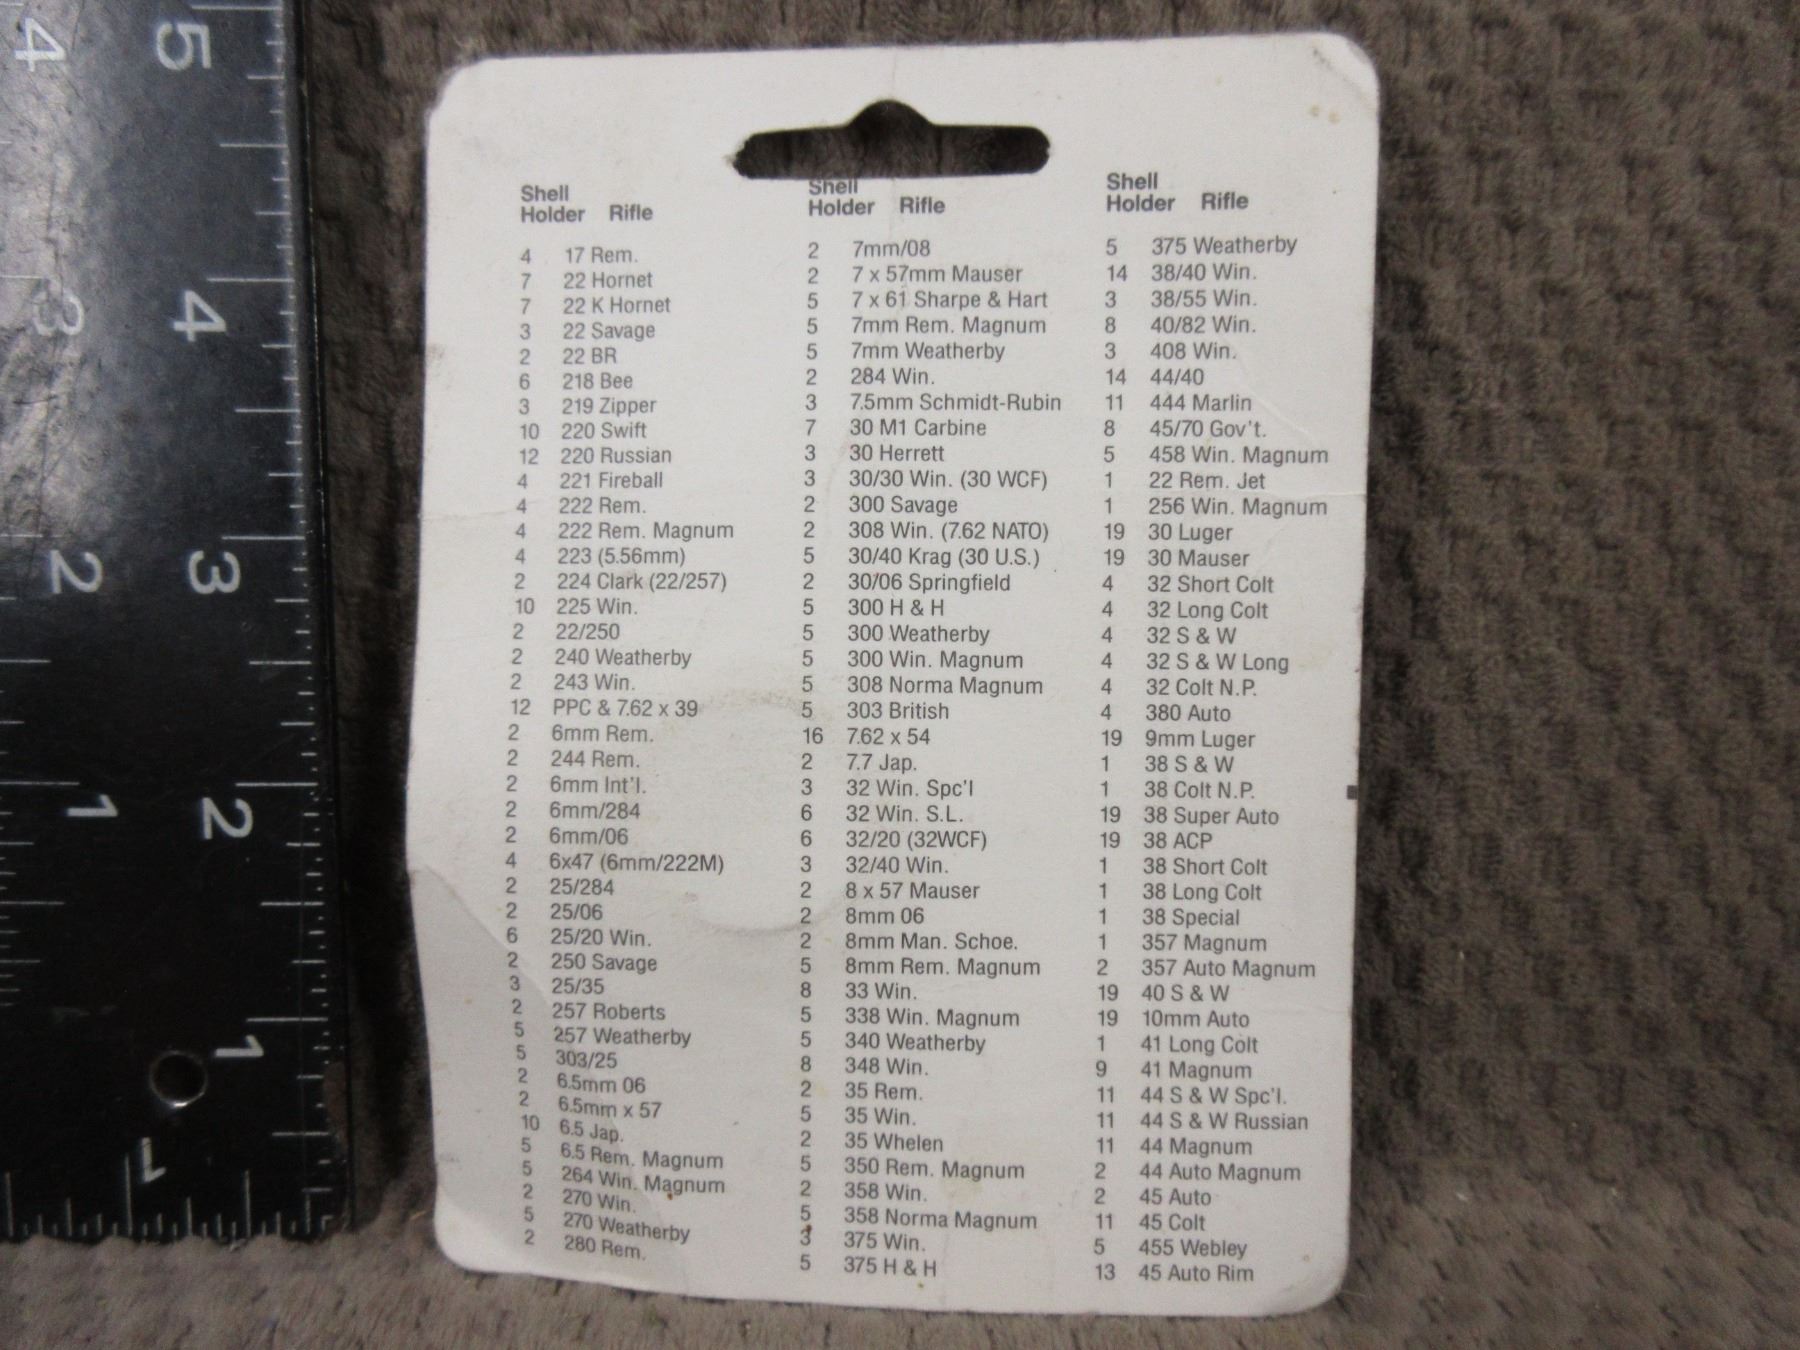 Shell
Holder Rifle
4 17 Rem.
7 22 Hornet
7 22 K Hornet
3 22 Savage
2 22 BR
6 218 Bee
3 219 Zipper
10 220 Swift
12 220 Russian
4 221 Fireball
4 222 Rem.
4 222 Rem. Magnum
4 223 (5.56mm)
2 224 Clark (22/257)
10 225 Win.
2 22/250
2 240 Weatherby
2 243 Win.
12 PPC & 7.62 x 39
2 6mm Rem.
2 244 Rem.
2 6mm Int'l.
2 6mm/284
2 6mm/06
4 6x47 (6mm/222M)
2 25/284
2 25/06
6 25/20 Win.
2 250 Savage
3 25/35
2 257 Roberts
5 257 Weatherby
5 303/25
2 6.5mm 06
2 6.5mm x 57
10 6.5 Jap.
5 6.5 Rem. Magnum
5 264 Win. Magnum
2 270 Win.
5 270 Weatherby
2 280 Rem.
Shell
Holder Rifle
2 7mm/08
2 7 x 57mm Mauser
5 7 x 61 Sharpe & Hart
5 7mm Rem. Magnum
5 7mm Weatherby
2 284 Win.
3 7.5mm Schmidt-Rubin
7 30 M1 Carbine
3 30 Herrett
3 30/30 Win. (30 WCF)
2 300 Savage
2 308 Win. (7.62 NATO)
5 30/40 Krag (30 U.S.)
2 30/06 Springfield
5 300 H & H
5 300 Weatherby
5 300 Win. Magnum
5 308 Norma Magnum
5 303 British
16 7.62 x 54
2 7.7 Jap.
3 32 Win. Spc'l
6 32 Win. S.L.
6 32/20 (32WCF)
3 32/40 Win.
2 8 x 57 Mauser
2 8mm 06
2 8mm Man. Schoe.
5 8mm Rem. Magnum
8 33 Win.
5 338 Win. Magnum
5 340 Weatherby
8 348 Win.
2 35 Rem.
5 35 Win.
2 35 Whelen
5 350 Rem. Magnum
2 358 Win.
5 358 Norma Magnum
3 375 Win.
5 375 H & H
Shell
Holder Rifle
5 375 Weatherby
14 38/40 Win.
3 38/55 Win.
8 40/82 Win.
3 408 Win.
14 44/40
11 444 Marlin
8 45/70 Gov't.
5 458 Win. Magnum
1 22 Rem. Jet
1 256 Win. Magnum
19 30 Luger
19 30 Mauser
4 32 Short Colt
4 32 Long Colt
4 32 S & W
4 32 S & W Long
4 32 Colt N.P.
4 380 Auto
19 9mm Luger
1 38 S & W
1 38 Colt N.P.
19 38 Super Auto
19 38 ACP
1 38 Short Colt
1 38 Long Colt
1 38 Special
1 357 Magnum
2 357 Auto Magnum
19 40 S & W
19 10mm Auto
1 41 Long Colt
9 41 Magnum
11 44 S & W Spc'l.
11 44 S & W Russian
11 44 Magnum
2 44 Auto Magnum
2 45 Auto
11 45 Colt
5 455 Webley
13 45 Auto Rim
4 5
3 4
2 3
1 2
1
1